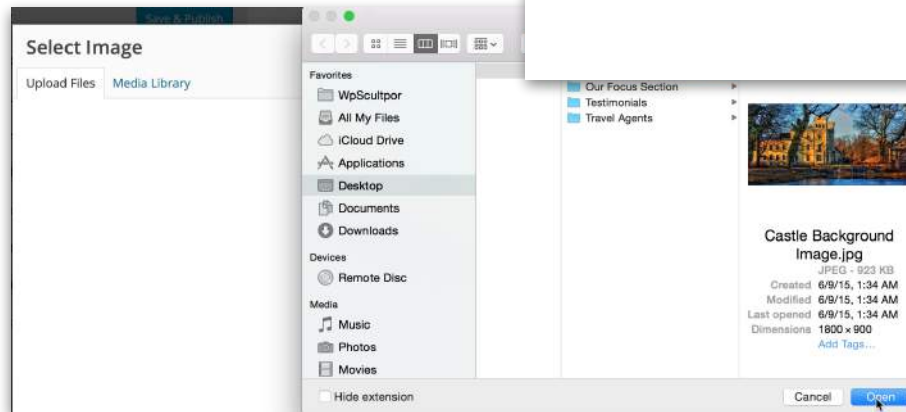 Save & Publish
Select Image
Upload Files
Media Library
Favorites
WpScultpor
All My Files
iCloud Drive
Applications
Desktop
Documents
Downloads
Devices
Remote Disc
Media
Music
Photos
Movies
Our Focus Section
Testimonials
Travel Agents
Castle Background
Image.jpg
JPEG - 923 KB
Created 6/9/15, 1:34 AM
Modified 6/9/15, 1:34 AM
Last opened 6/9/15, 1:34 AM
Dimensions 1800 × 900
Add Tags...
Hide extension
Cancel
Open